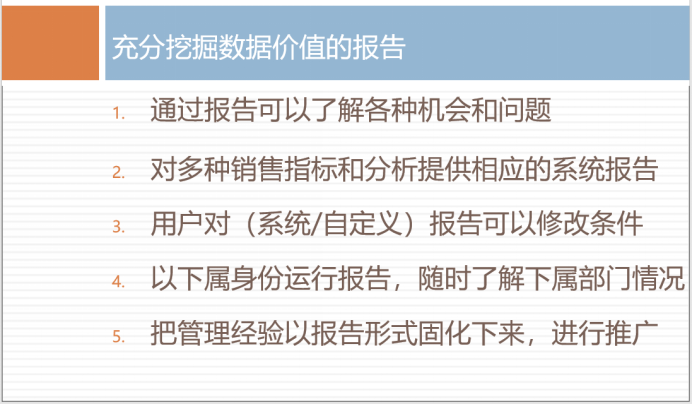 充分挖掘数据价值的报告
1. 通过报告可以了解各种机会和问题
2. 对多种销售指标和分析提供相应的系统报告
3. 用户对（系统/自定义）报告可以修改条件
4. 以下属身份运行报告，随时了解下属部门情况
5. 把管理经验以报告形式固化下来，进行推广